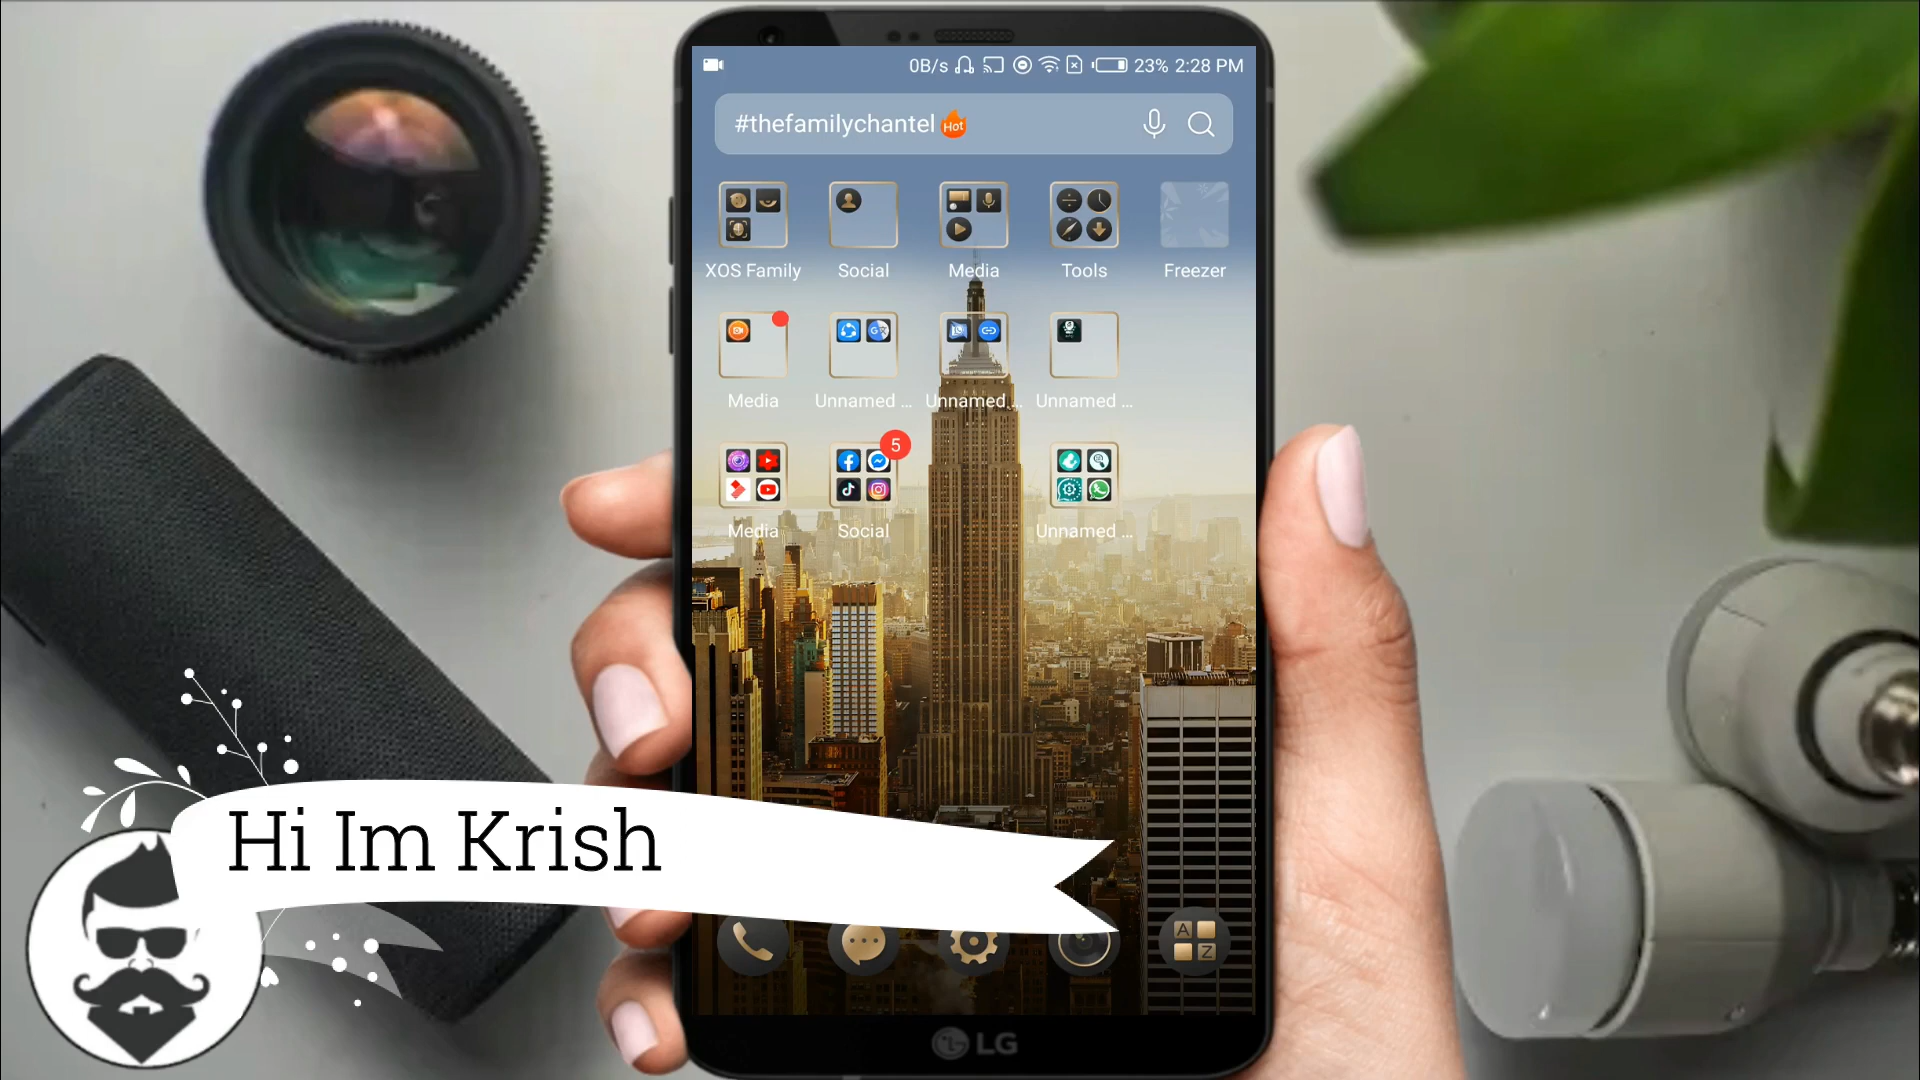 0B/s 23% 2:28 PM
#thefamilychantel Hot
XOS Family Social Media Tools Freezer
Media Unnamed ... Unnamed ... Unnamed ...
5
Media Social Unnamed ...
Hi Im Krish
A
Z
LG